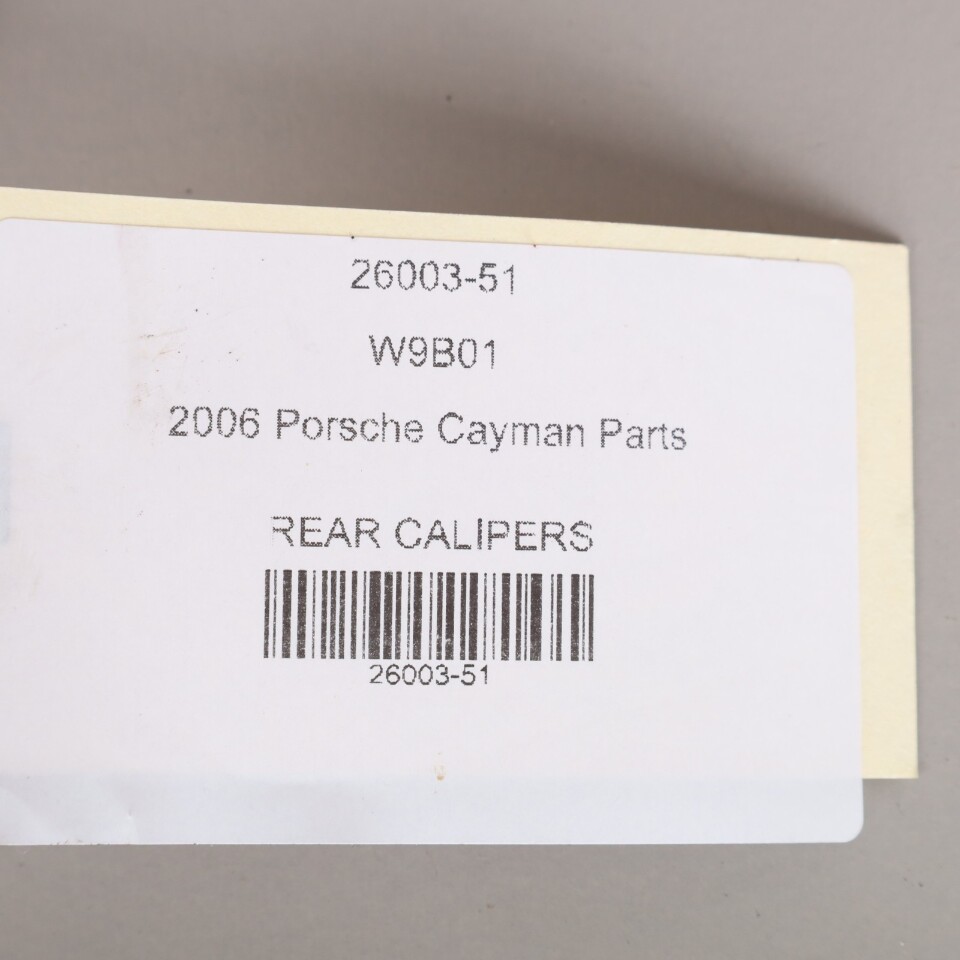 26003-51
W9B01
2006 Porsche Cayman Parts
REAR CALIPERS
26003-51